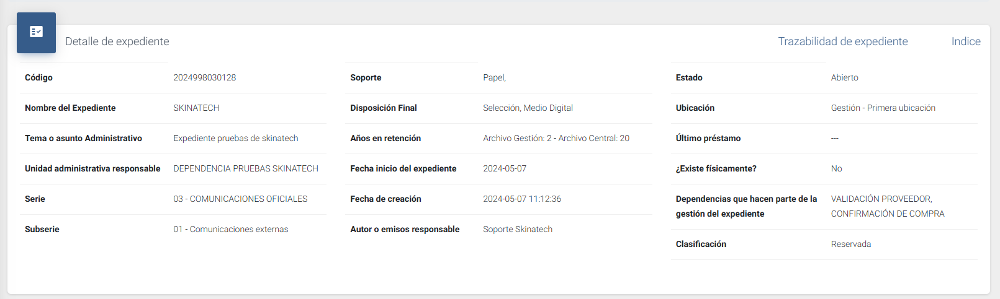 Detalle de expediente
Trazabilidad de expediente
Indice
Código 2024998030128
Nombre del Expediente SKINATECH
Tema o asunto Administrativo Expediente pruebas de skinatech
Unidad administrativa responsable DEPENDENCIA PRUEBAS SKINATECH
Serie 03 - COMUNICACIONES OFICIALES
Subserie 01 - Comunicaciones externas
Soporte Papel,
Disposición Final Selección, Medio Digital
Años en retención Archivo Gestión: 2 - Archivo Central: 20
Fecha inicio del expediente 2024-05-07
Fecha de creación 2024-05-07 11:12:36
Autor o emisos responsable Soporte Skinatech
Estado Abierto
Ubicación Gestión - Primera ubicación
Último préstamo ---
¿Existe físicamente? No
Dependencias que hacen parte de la VALIDACIÓN PROVEEDOR,
gestión del expediente CONFIRMACIÓN DE COMPRA
Clasificación Reservada